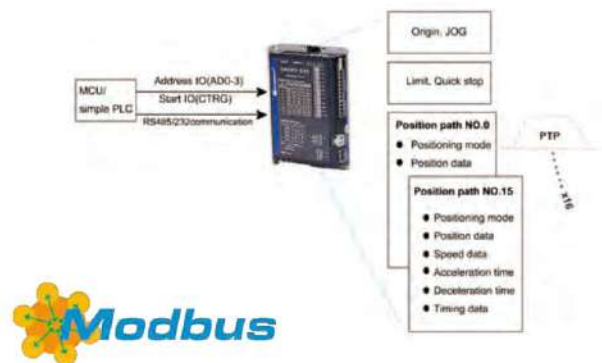 Origin, JOG
Address IO(AD0-3)
MCU/
simple PLC
Start IO(CTRG)
RS485/232communication
Limit, Quick stop
Position path NO.0
Positioning mode
Position data
PTP
x16
Position path NO.15
Positioning mode
Position data
Speed data
Acceleration time
Deceleration time
Timing data
Modbus